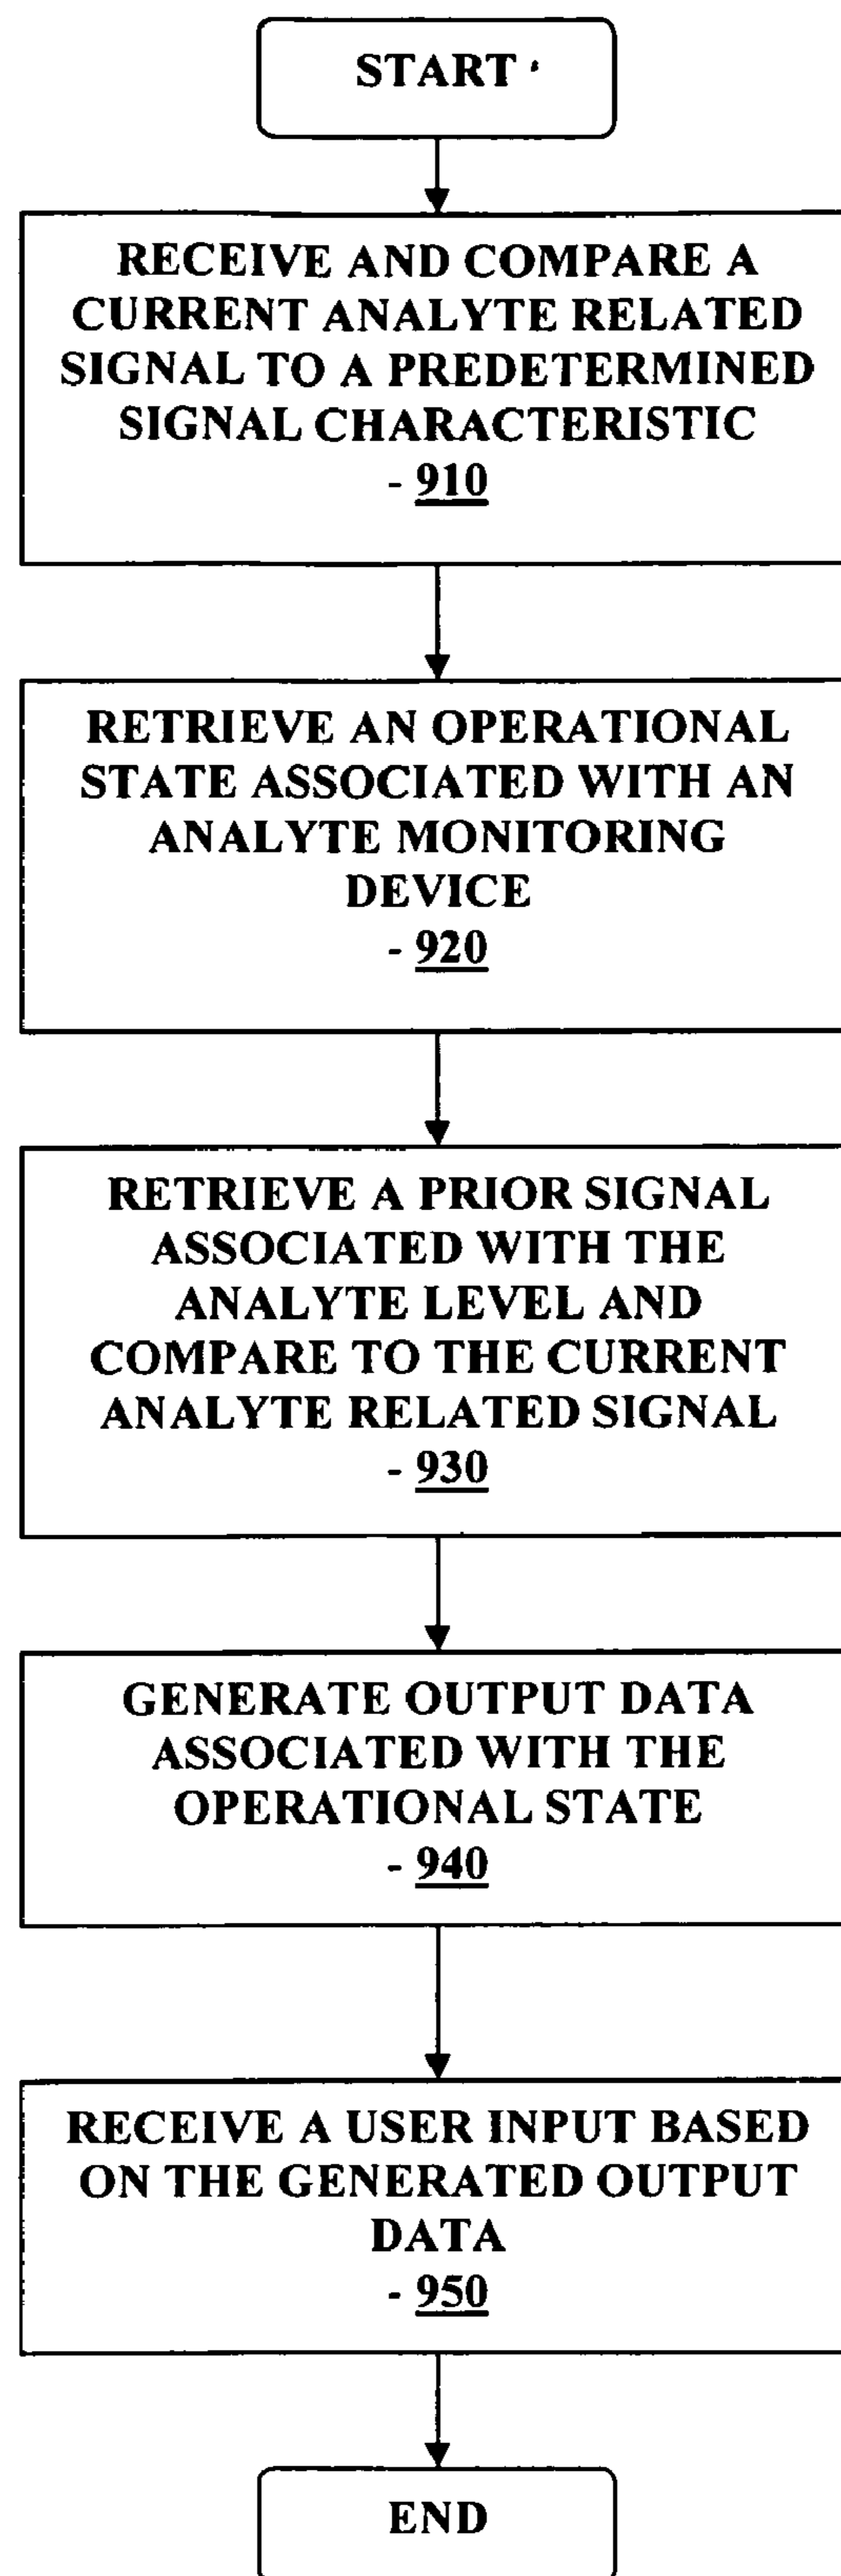 START
RECEIVE AND COMPARE A
CURRENT ANALYTE RELATED
SIGNAL TO A PREDETERMINED
SIGNAL CHARACTERISTIC
- 910
RETRIEVE AN OPERATIONAL
STATE ASSOCIATED WITH AN
ANALYTE MONITORING
DEVICE
- 920
RETRIEVE A PRIOR SIGNAL
ASSOCIATED WITH THE
ANALYTE LEVEL AND
COMPARE TO THE CURRENT
ANALYTE RELATED SIGNAL
- 930
GENERATE OUTPUT DATA
ASSOCIATED WITH THE
OPERATIONAL STATE
- 940
RECEIVE A USER INPUT BASED
ON THE GENERATED OUTPUT
DATA
- 950
END